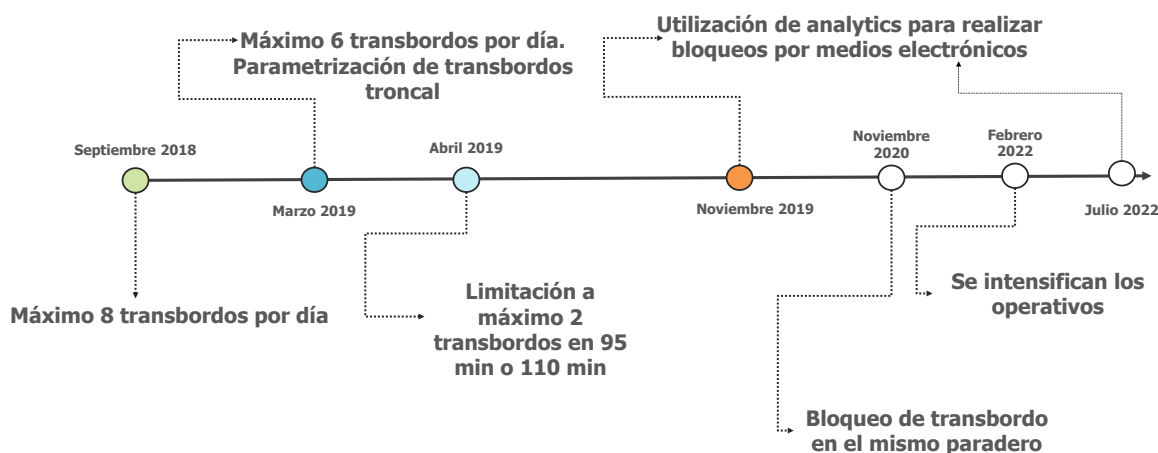 Máximo 6 transbordos por día.
Parametrización de transbordos
troncal
Utilización de analytics para realizar
bloqueos por medios electrónicos
Septiembre 2018
Abril 2019
Noviembre
2020
Febrero
2022
Marzo 2019
Noviembre 2019
Julio 2022
Máximo 8 transbordos por día
Limitación a
máximo 2
transbordos en 95
min o 110 min
Se intensifican los
operativos
Bloqueo de transbordo
en el mismo paradero